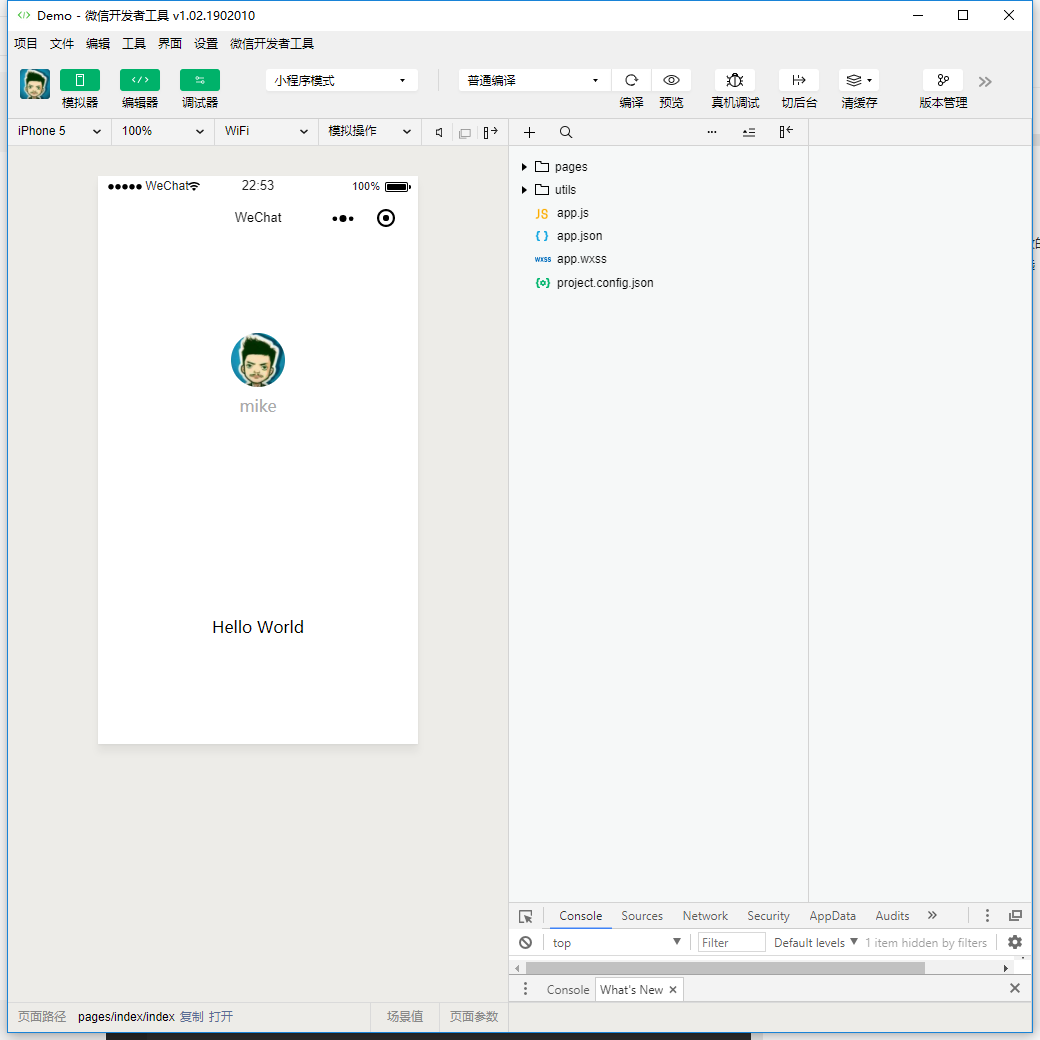 Demo - 微信开发者工具 v1.02.1902010
项目 文件 编辑 工具 界面 设置 微信开发者工具
小程序模式 普通编译
模拟器 编辑器 调试器 编译 预览 真机调试 切后台 清缓存 版本管理
iPhone 5 100% WiFi 模拟操作
WeChat 22:53 100%
WeChat
mike
Hello World
pages
utils
JS app.js
{ } app.json
wxss app.wxss
{o} project.config.json
Console Sources Network Security AppData Audits
top Filter Default levels 1 item hidden by filters
Console What's New
页面路径 pages/index/index 复制 打开 场景值 页面参数